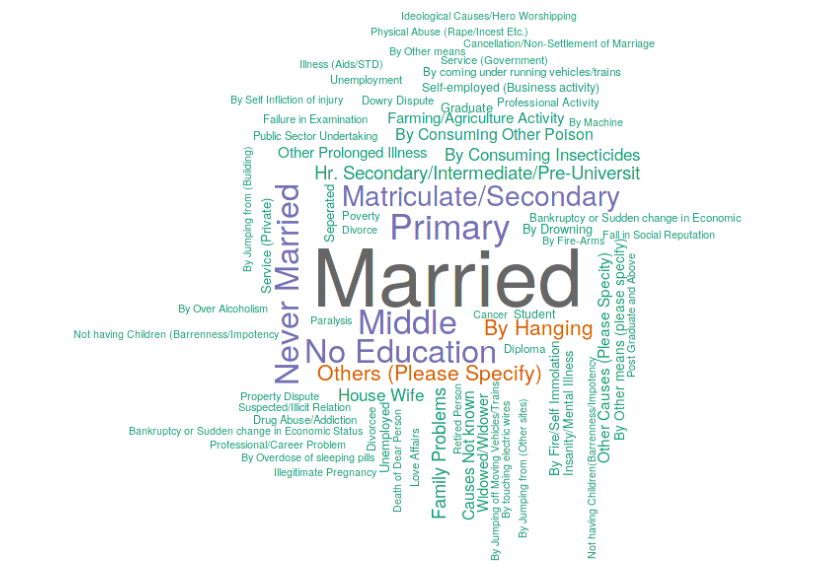 Ideological Causes/Hero Worshipping
Physical Abuse (Rape/Incest Etc.)
Cancellation/Non-Settlement of Marriage
By Other means
Service (Government)
Illness (Aids/STD)
By coming under running vehicles/trains
Unemployment
Self-employed (Business activity)
By Self Infliction of injury
Dowry Dispute
Graduate
Professional Activity
Failure in Examination
Farming/Agriculture Activity
By Machine
Public Sector Undertaking
By Consuming Other Poison
Other Prolonged Illness
By Consuming Insecticides
Hr. Secondary/Intermediate/Pre-Universit
By Jumping from (Building)
Service (Private)
Never Married
Seperated
Matriculate/Secondary
Poverty
Divorce
Primary
Bankruptcy or Sudden change in Economic
By Drowning
Fall in Social Reputation
By Fire-Arms
Married
By Over Alcoholism
Not having Children (Barrenness/Impotency
Paralysis
Middle
Cancer
Student
By Hanging
No Education
Diploma
Others (Please Specify)
Other Causes (Please Specity)
By Other means (please specify)
Post Graduate and Above
Property Dispute
House Wife
Suspected/Illicit Relation
Drug Abuse/Addiction
Bankruptcy or Sudden change in Economic Status
Professional/Career Problem
By Overdose of sleeping pills
Illegitimate Pregnancy
Divorcee
Unemployed
Death of Dear Person
Love Affairs
Family Problems
Retired Person
Causes Not known
Widowed/Widower
By Jumping off Moving Vehicles/Trains
By touching electric wires
By Jumping from (Other sites)
By Fire/Self Immolation
Insanity/Mental Illness
Not having Children(Barrenness/Impotency